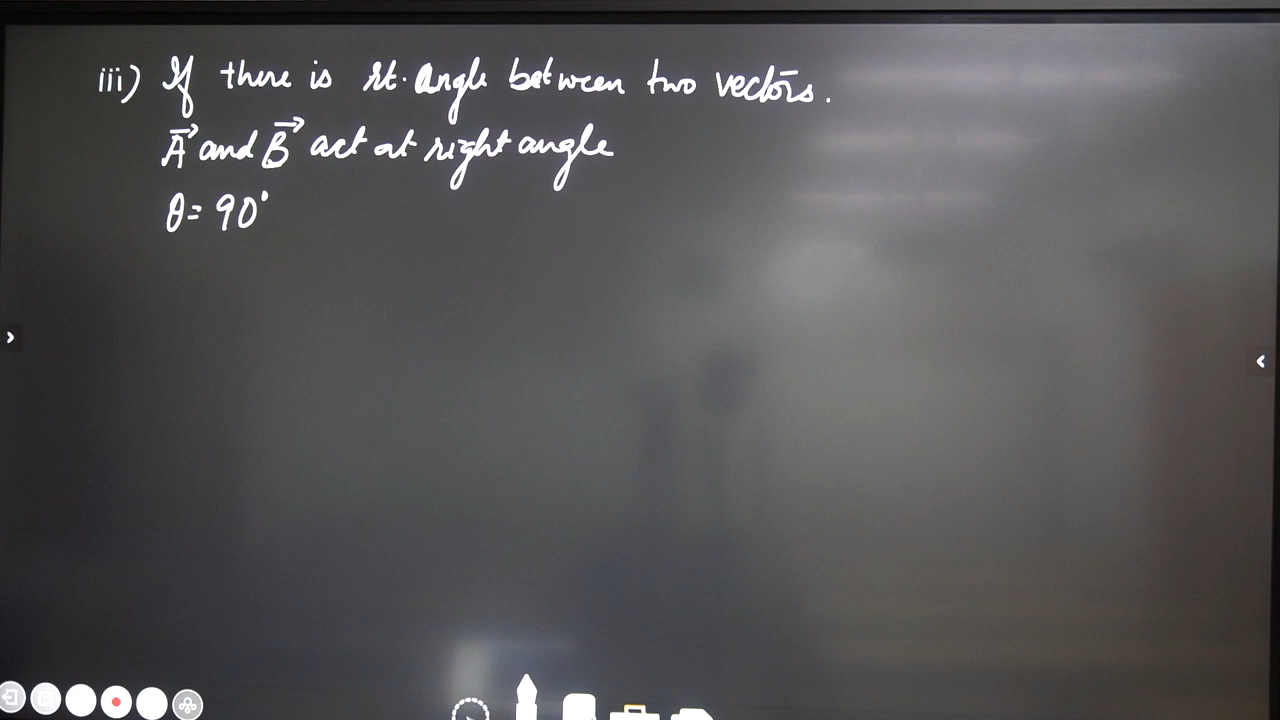 iii) If there is rt. angle between two vectors.
A⃗ and B⃗ act at right angle
θ = 90°